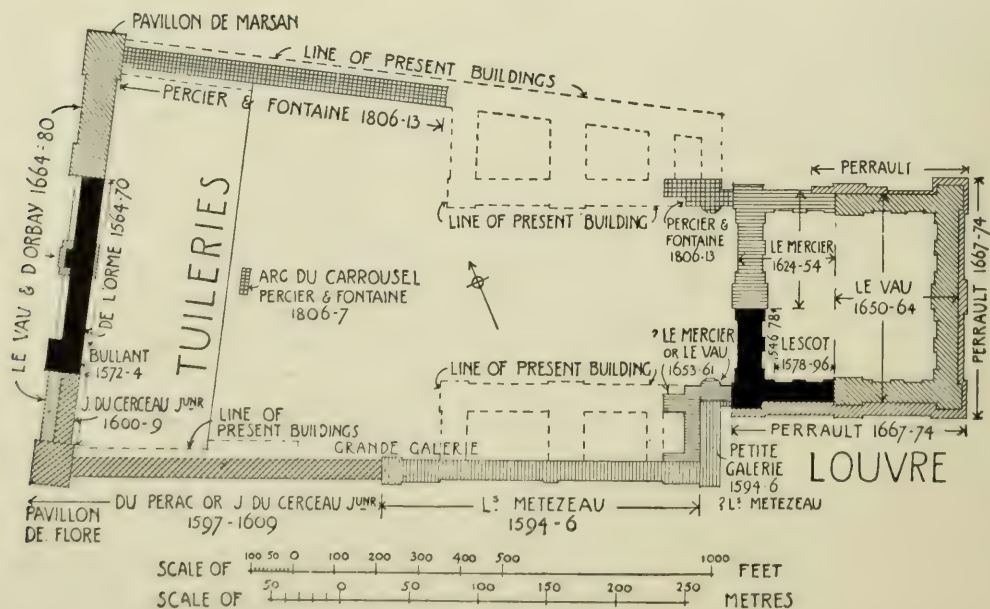 PAVILLON DE MARSAN
LINE OF PRESENT BUILDINGS
PERCIER & FONTAINE 1806-13
LE VAU & D'ORBAY 1664-80
DE L'ORME 1564-70
TUILERIES
ARC DU CARROUSEL
PERCIER & FONTAINE
1806-7
BULLANT
1572-4
J. DU CERCEAU JUNR
1600-9
LINE OF
PRESENT BUILDINGS
GRANDE GALERIE
LINE OF PRESENT BUILDING
PERCIER &
FONTAINE
1806-13
PERRAULT
LE MERCIER
1624-54
LE VAU
1650-64
PERRAULT 1667-74
LINE OF PRESENT BUILDING
? LE MERCIER
OR LE VAU
1653-61
1546-78
LESCOT
1578-96
PERRAULT 1667-74
LOUVRE
PETITE
GALERIE
1594-6
? LS METEZEAU
PAVILLON
DE FLORE
DU PERAC OR J. DU CERCEAU JUNR
1597-1609
LS METEZEAU
1594-6
SCALE OF 100 50 0 100 200 300 400 500 1000 FEET
SCALE OF 50 0 50 100 150 200 250 METRES